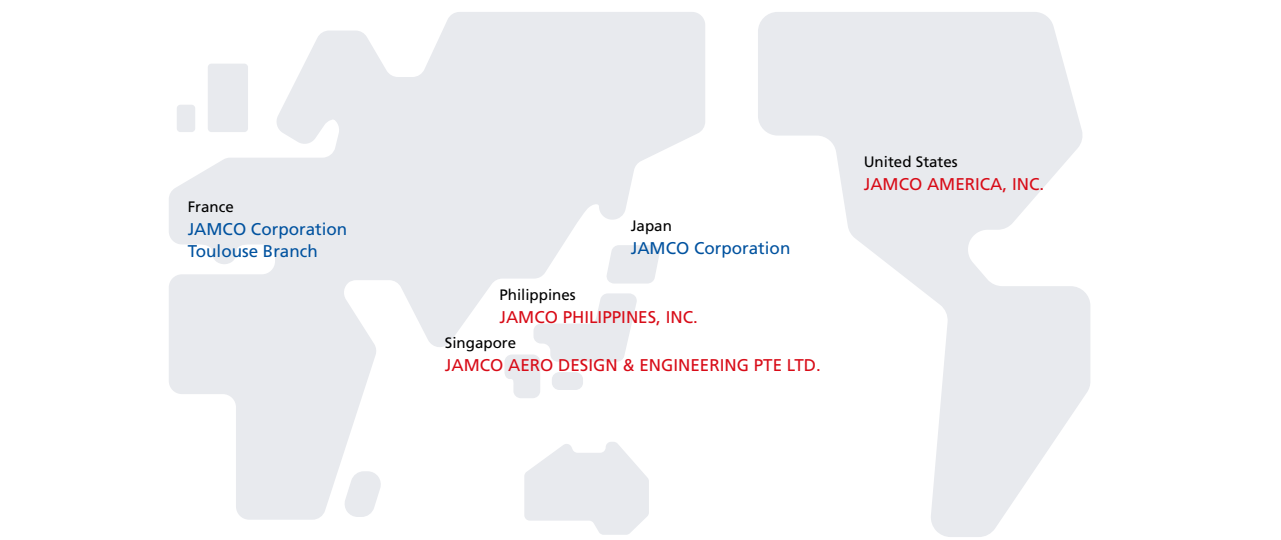 United States
JAMCO AMERICA, INC.
France
JAMCO Corporation
Toulouse Branch
Japan
JAMCO Corporation
Philippines
JAMCO PHILIPPINES, INC.
Singapore
JAMCO AERO DESIGN & ENGINEERING PTE LTD.